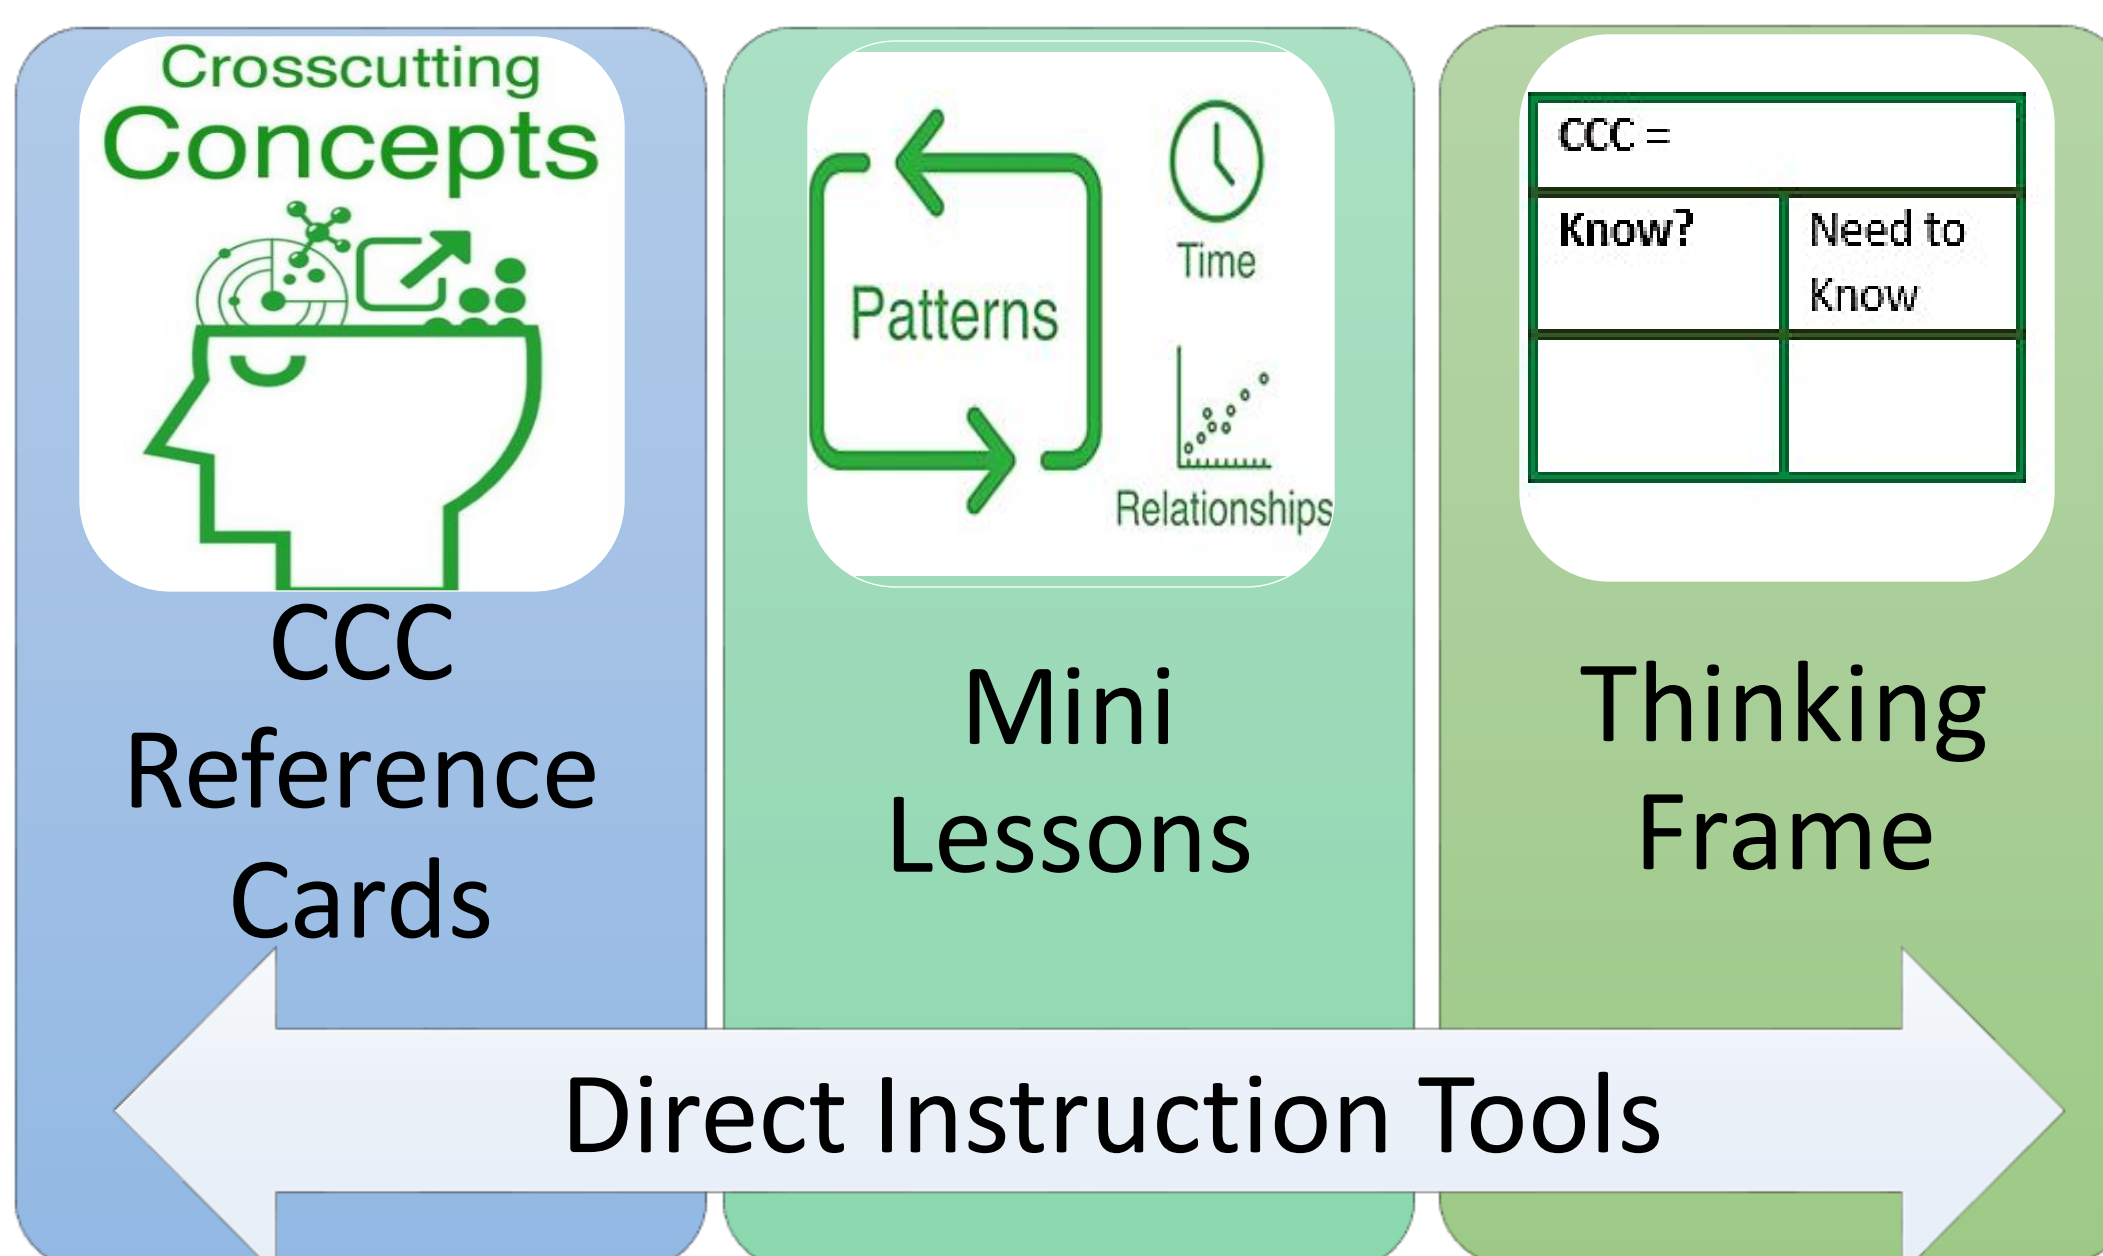 Crosscutting
Concepts
CCC
Reference
Cards
Patterns
Time
Relationships
Mini
Lessons
CCC =
Know?
Need to
Know
Thinking
Frame
Direct Instruction Tools